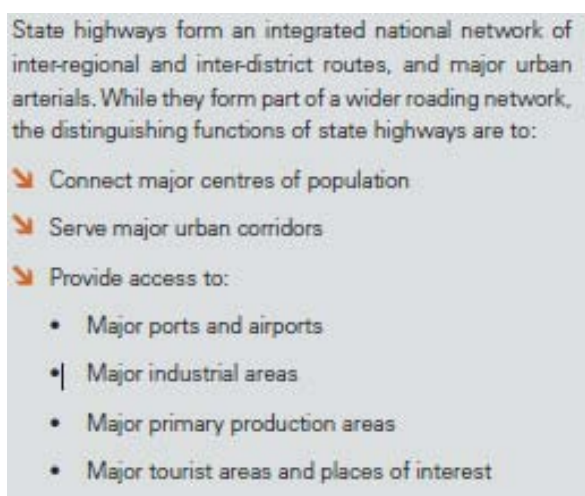 State highways form an integrated national network of
inter-regional and inter-district routes, and major urban
arterials. While they form part of a wider roading network,
the distinguishing functions of state highways are to:
Connect major centres of population
Serve major urban corridors
Provide access to:
• Major ports and airports
• Major industrial areas
• Major primary production areas
• Major tourist areas and places of interest